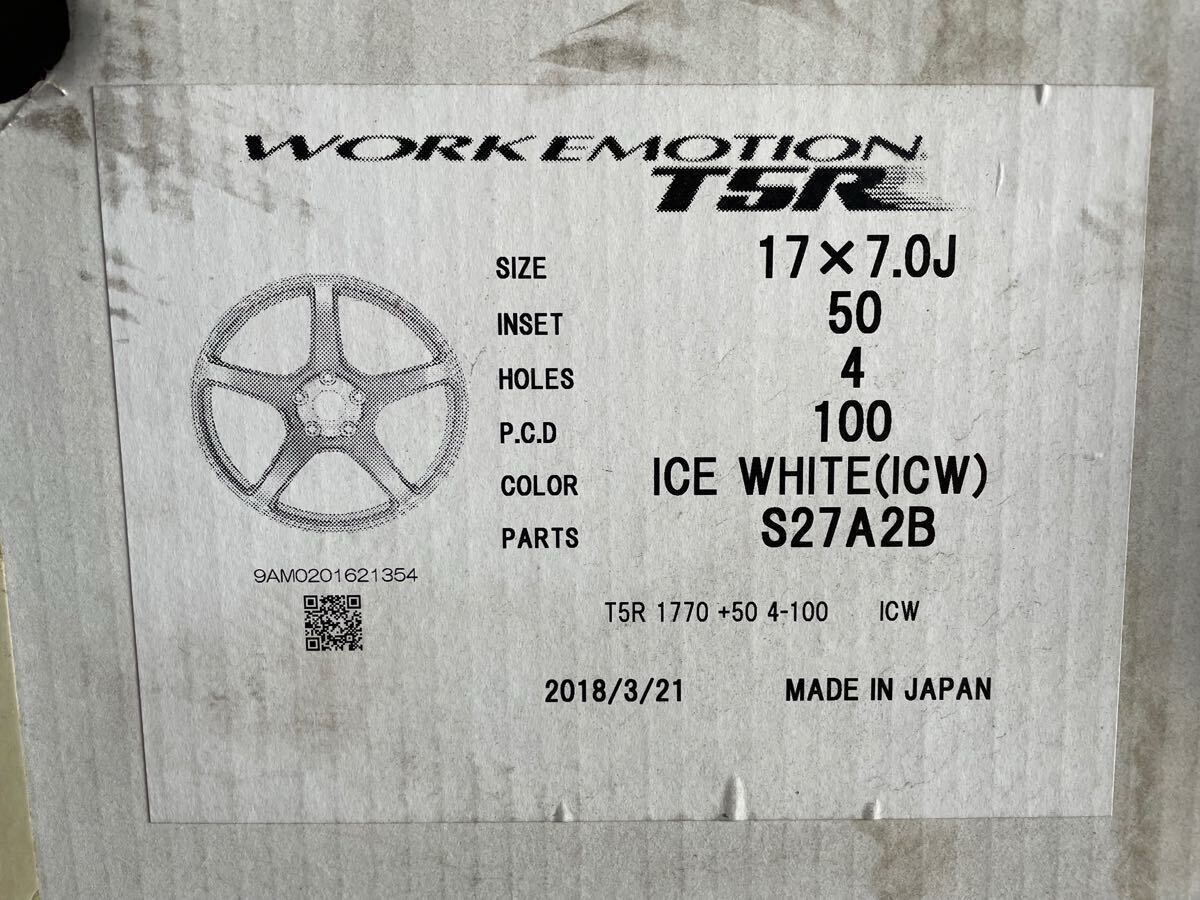 WORK EMOTION
T5R
SIZE 17×7.0J
INSET 50
HOLES 4
P.C.D 100
COLOR ICE WHITE(ICW)
PARTS S27A2B
9AM0201621354
T5R 1770 +50 4-100 ICW
2018/3/21 MADE IN JAPAN